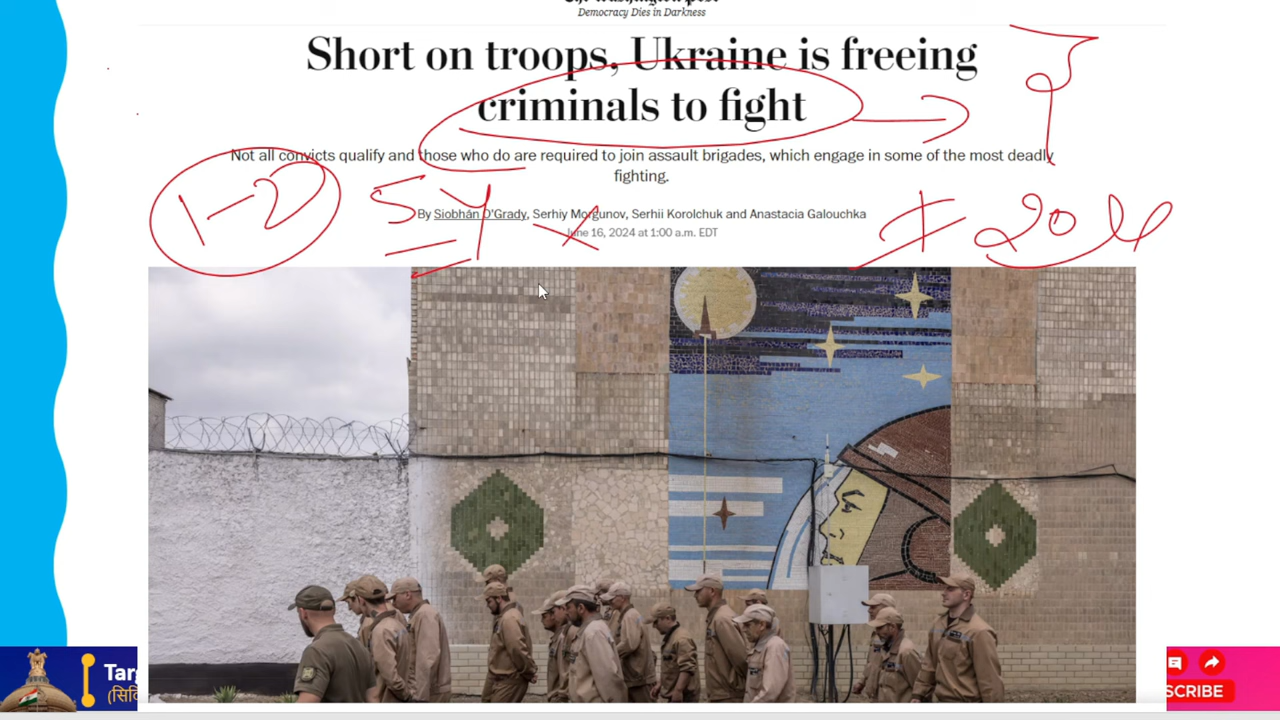 Democracy Dies in Darkness
Short on troops, Ukraine is freeing
criminals to fight
Not all convicts qualify and those who do are required to join assault brigades, which engage in some of the most deadly
fighting.
1-2
5y
By Siobhán O'Grady, Serhiy Morgunov, Serhii Korolchuk and Anastacia Galouchka
June 16, 2024 at 1:00 a.m. EDT